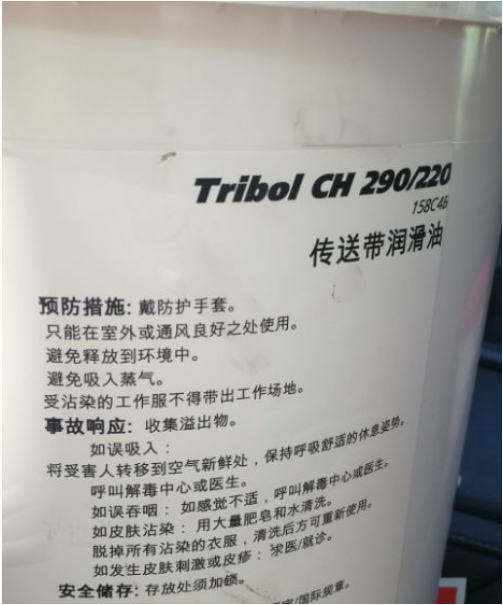 Tribol CH 290/220
158C4B
传送带润滑油
预防措施: 戴防护手套。
只能在室外或通风良好之处使用。
避免释放到环境中。
避免吸入蒸气。
受沾染的工作服不得带出工作场地。
事故响应: 收集溢出物。
如误吸入:
将受害人转移到空气新鲜处，保持呼吸舒适的休息姿势。
呼叫解毒中心或医生。
如误吞咽: 如感觉不适，呼叫解毒中心或医生。
如皮肤沾染: 用大量肥皂和水清洗。
脱掉所有沾染的衣服，清洗后方可重新使用。
如发生皮肤刺激或皮疹: 求医/就诊。
安全储存: 存放处须加锁。
/国际规章。